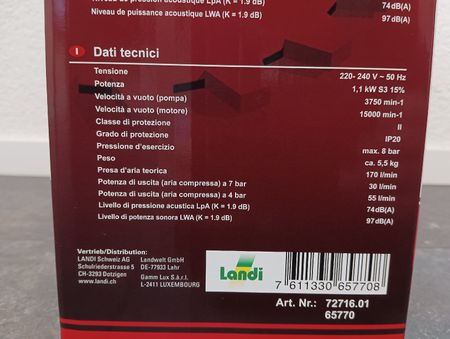 Niveau de pression acoustique LpA (K = 1.9 dB) 74 dB(A)
Niveau de puissance acoustique LWA (K = 1.9 dB) 97 dB(A)
I Dati tecnici
Tensione 220- 240 V ~ 50 Hz
Potenza 1,1 kW S3 15%
Velocità a vuoto (pompa) 3750 min-1
Velocità a vuoto (motore) 15000 min-1
Classe di protezione II
Grado di protezione IP20
Pressione d'esercizio max. 8 bar
Peso ca. 5,5 kg
Presa d'aria teorica 170 l/min
Potenza di uscita (aria compressa) a 7 bar 30 l/min
Potenza di uscita (aria compressa) a 4 bar 55 l/min
Livello di pressione acustica LpA (K = 1.9 dB) 74dB(A)
Livello di potenza sonora LWA (K = 1.9 dB) 97dB(A)
Vertrieb/Distribution:
LANDI Schweiz AG Landwelt GmbH
Schulriederstrasse 5 DE-77933 Lahr
CH-3293 Dotzigen Gamm Lux S.à r.l.
www.landi.ch L-2411 LUXEMBOURG
Landi
7 611330 657708
Art. Nr.: 72716.01
65770